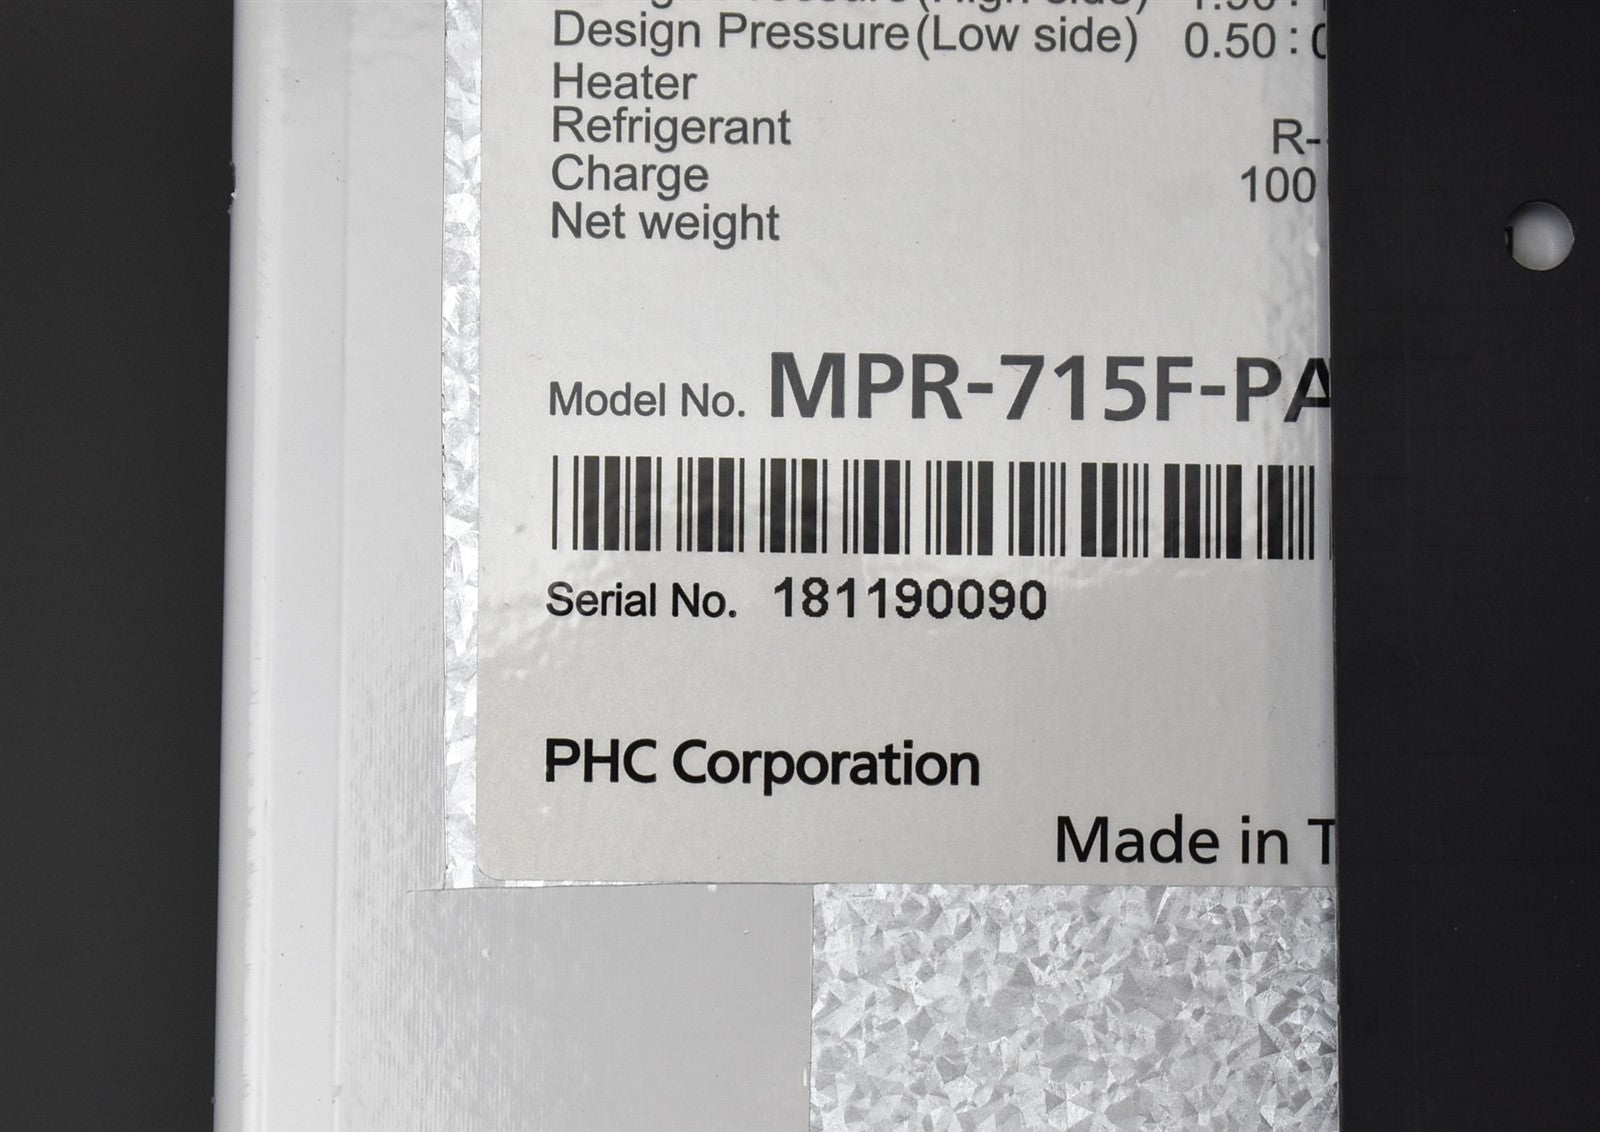 Design Pressure(Low side) 0.50 :
Heater
Refrigerant R-
Charge 100
Net weight
Model No. MPR-715F-PA
Serial No. 181190090
PHC Corporation
Made in T